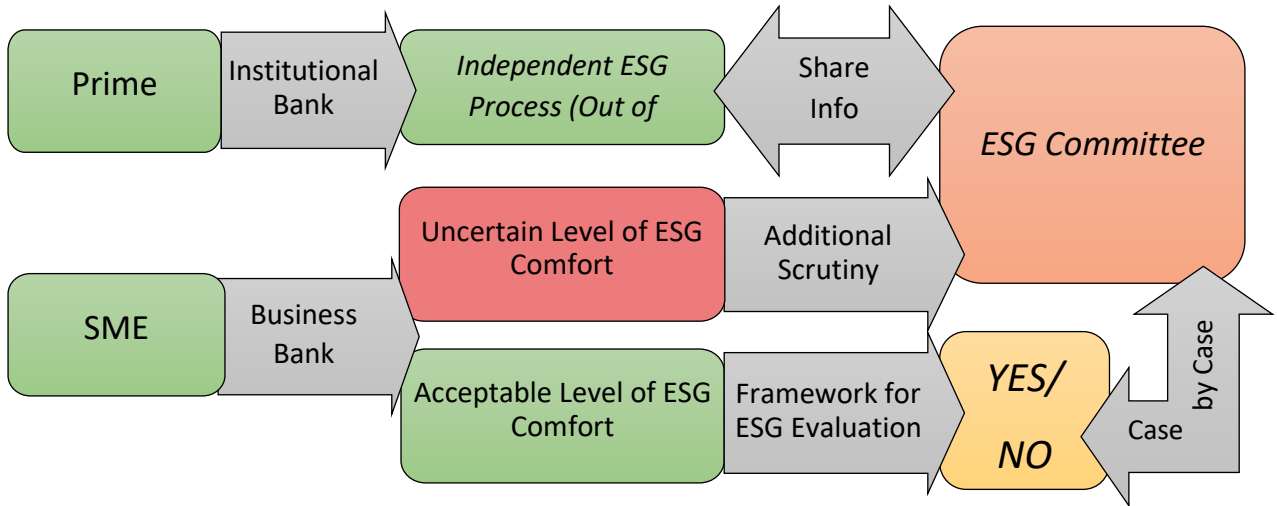 Prime
Institutional
Bank
Independent ESG
Process (Out of
Share
Info
ESG Committee
Uncertain Level of ESG
Comfort
Additional
Scrutiny
SME
Business
Bank
Acceptable Level of ESG
Comfort
Framework for
ESG Evaluation
YES/
NO
Case
by Case